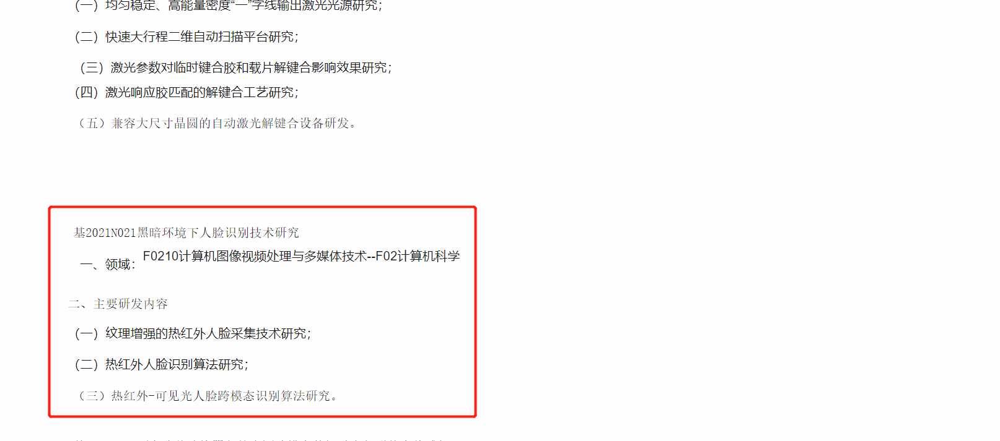 (一) 均匀稳定、高能量密度“一”字线输出激光光源研究；
(二) 快速大行程二维自动扫描平台研究；
(三) 激光参数对临时键合胶和载片解键合影响效果研究；
(四) 激光响应胶匹配的解键合工艺研究；
（五）兼容大尺寸晶圆的自动激光解键合设备研发。
基2021N021黑暗环境下人脸识别技术研究
一、领域： F0210计算机图像视频处理与多媒体技术--F02计算机科学
二、主要研发内容
(一) 纹理增强的热红外人脸采集技术研究；
(二) 热红外人脸识别算法研究；
（三）热红外-可见光人脸跨模态识别算法研究。